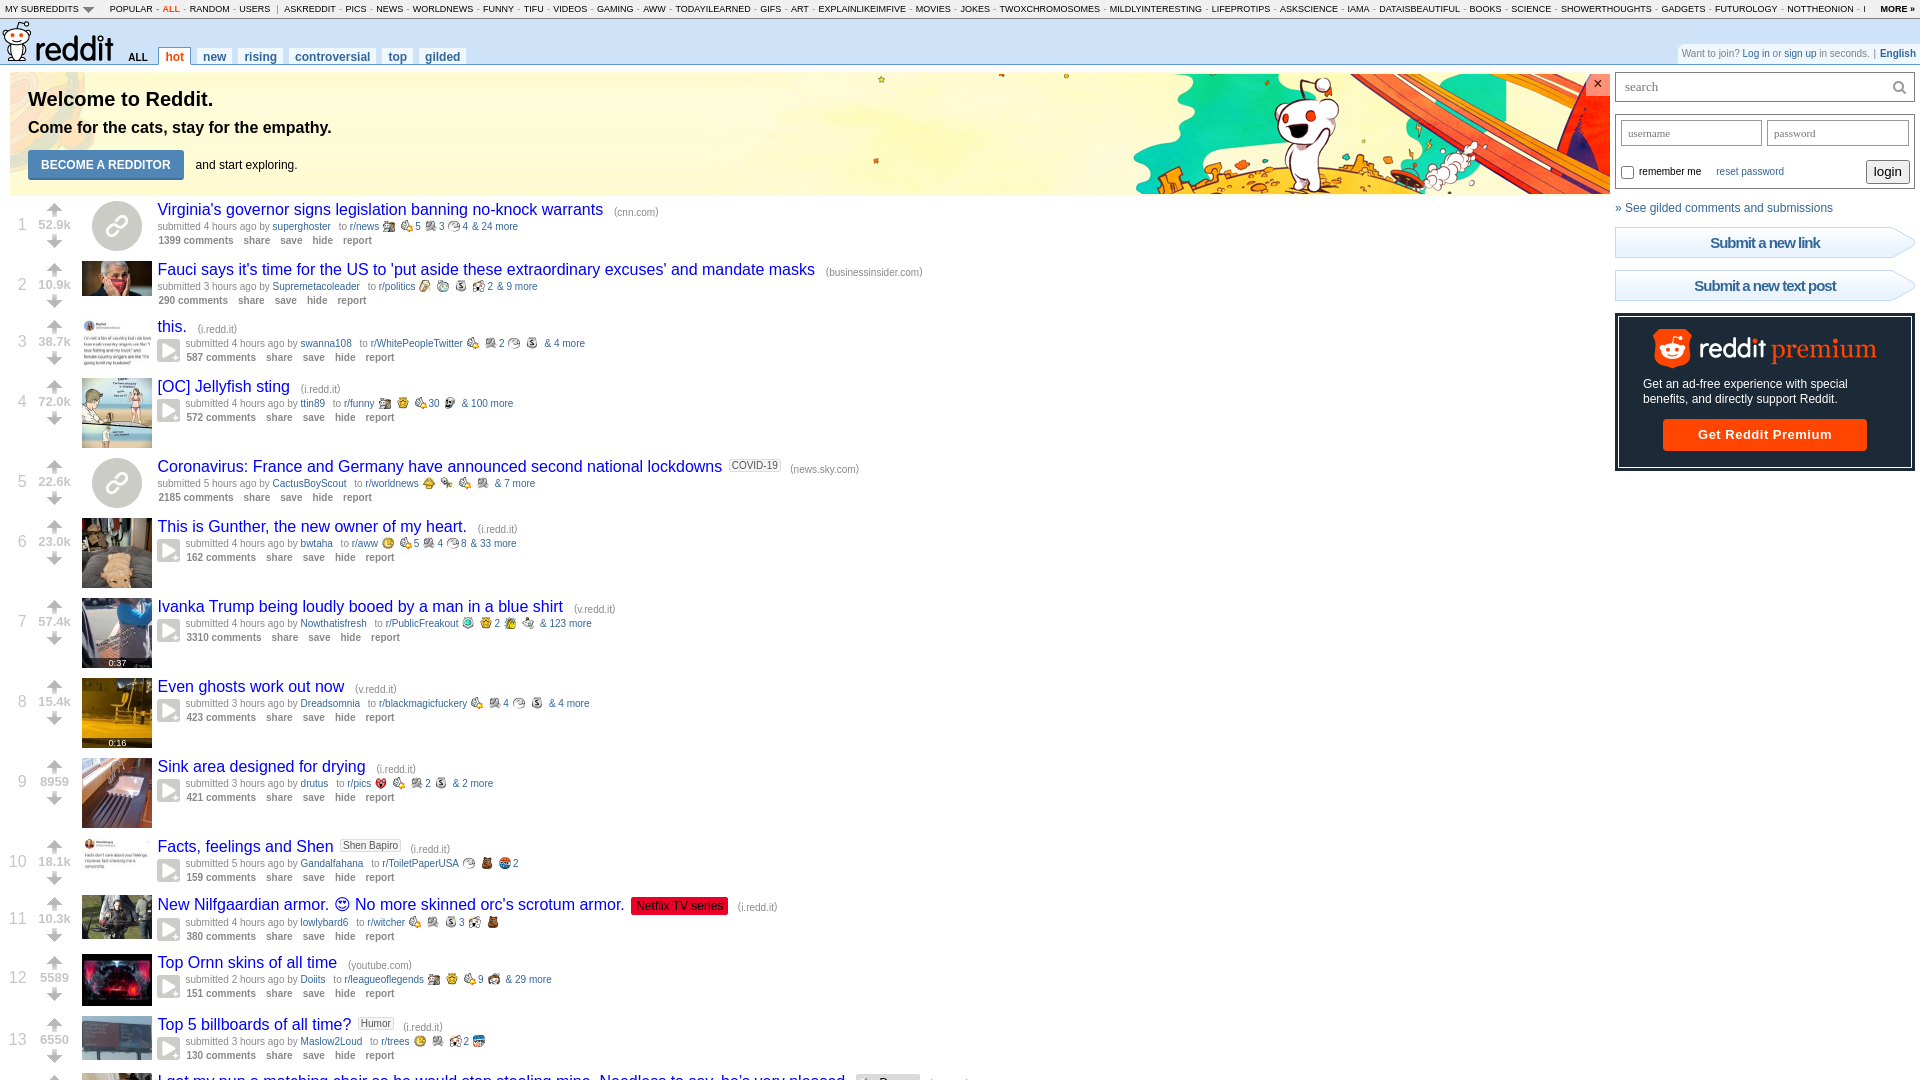 MY SUBREDDITS POPULAR - ALL - RANDOM - USERS | ASKREDDIT - PICS - NEWS - WORLDNEWS - FUNNY - TIFU - VIDEOS - GAMING - AWW - TODAYILEARNED - GIFS - ART - EXPLAINLIKEIMFIVE - MOVIES - JOKES - TWOXCHROMOSOMES - MILDLYINTERESTING - LIFEPROTIPS - ASKSCIENCE - IAMA - DATAISBEAUTIFUL - BOOKS - SCIENCE - SHOWERTHOUGHTS - GADGETS - FUTUROLOGY - NOTTHEONION - I MORE »
reddit ALL hot new rising controversial top gilded
Want to join? Log in or sign up in seconds. | English
Welcome to Reddit.
Come for the cats, stay for the empathy.
BECOME A REDDITOR and start exploring.
×
search
username password
remember me reset password login
» See gilded comments and submissions
Submit a new link
Submit a new text post
reddit premium
Get an ad-free experience with special
benefits, and directly support Reddit.
Get Reddit Premium
1 52.9k Virginia's governor signs legislation banning no-knock warrants (cnn.com)
submitted 4 hours ago by superghoster to r/news 5 3 4 & 24 more
1399 comments share save hide report
2 10.9k Fauci says it's time for the US to 'put aside these extraordinary excuses' and mandate masks (businessinsider.com)
submitted 3 hours ago by Supremetacoleader to r/politics 2 & 9 more
290 comments share save hide report
3 38.7k this. (i.redd.it)
submitted 4 hours ago by swanna108 to r/WhitePeopleTwitter 2 & 4 more
587 comments share save hide report
4 72.0k [OC] Jellyfish sting (i.redd.it)
submitted 4 hours ago by ttin89 to r/funny 30 & 100 more
572 comments share save hide report
5 22.6k Coronavirus: France and Germany have announced second national lockdowns COVID-19 (news.sky.com)
submitted 5 hours ago by CactusBoyScout to r/worldnews & 7 more
2185 comments share save hide report
6 23.0k This is Gunther, the new owner of my heart. (i.redd.it)
submitted 4 hours ago by bwtaha to r/aww 5 4 8 & 33 more
162 comments share save hide report
7 57.4k Ivanka Trump being loudly booed by a man in a blue shirt (v.redd.it)
submitted 4 hours ago by Nowthatisfresh to r/PublicFreakout 2 & 123 more
3310 comments share save hide report
0:37
8 15.4k Even ghosts work out now (v.redd.it)
submitted 3 hours ago by Dreadsomnia to r/blackmagicfuckery 4 & 4 more
423 comments share save hide report
0:16
9 8959 Sink area designed for drying (i.redd.it)
submitted 3 hours ago by drutus to r/pics 2 & 2 more
421 comments share save hide report
10 18.1k Facts, feelings and Shen Shen Bapiro (i.redd.it)
submitted 5 hours ago by Gandalfahana to r/ToiletPaperUSA 2
159 comments share save hide report
11 10.3k New Nilfgaardian armor. 😍 No more skinned orc's scrotum armor. Netflix TV series (i.redd.it)
submitted 4 hours ago by lowlybard6 to r/witcher 3
380 comments share save hide report
12 5589 Top Ornn skins of all time (youtube.com)
submitted 2 hours ago by Doiits to r/leagueoflegends 9 & 29 more
151 comments share save hide report
13 6550 Top 5 billboards of all time? Humor (i.redd.it)
submitted 3 hours ago by Maslow2Loud to r/trees 2
130 comments share save hide report
I got my pup a matching chair so he would stop stealing mine. Needless to say, he's very pleased.